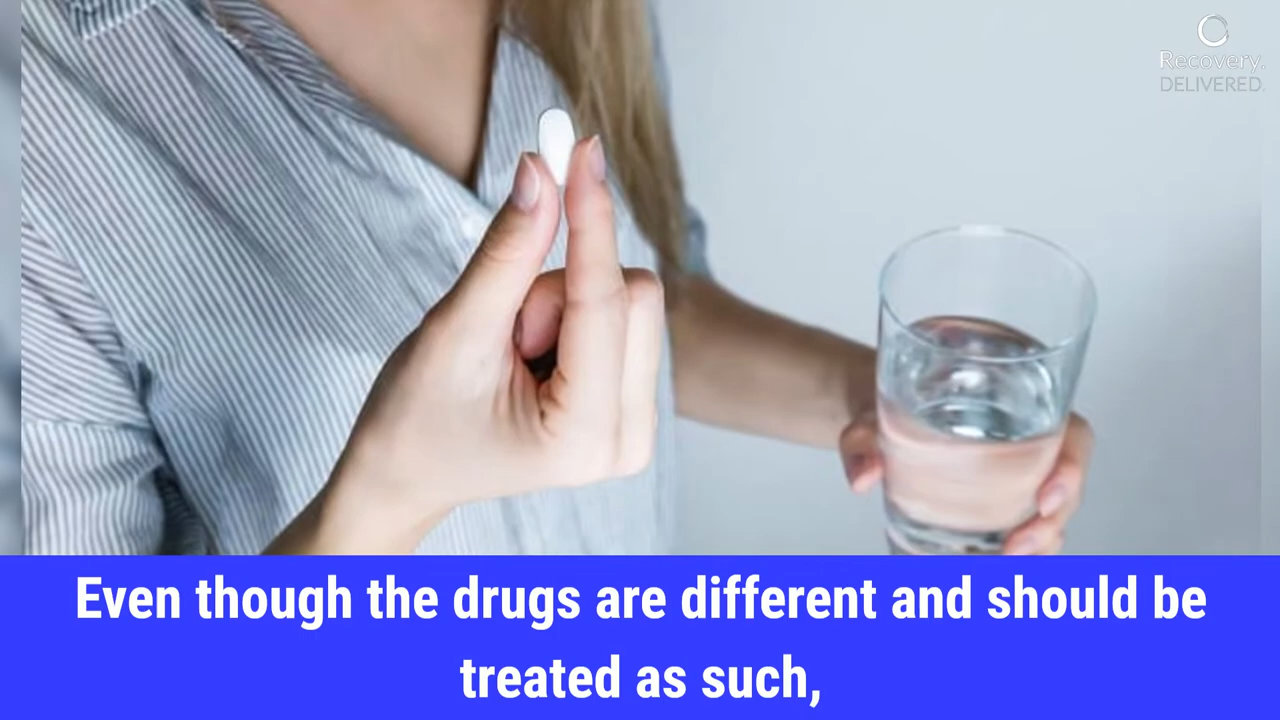 Recovery.
DELIVERED.
Even though the drugs are different and should be
treated as such,